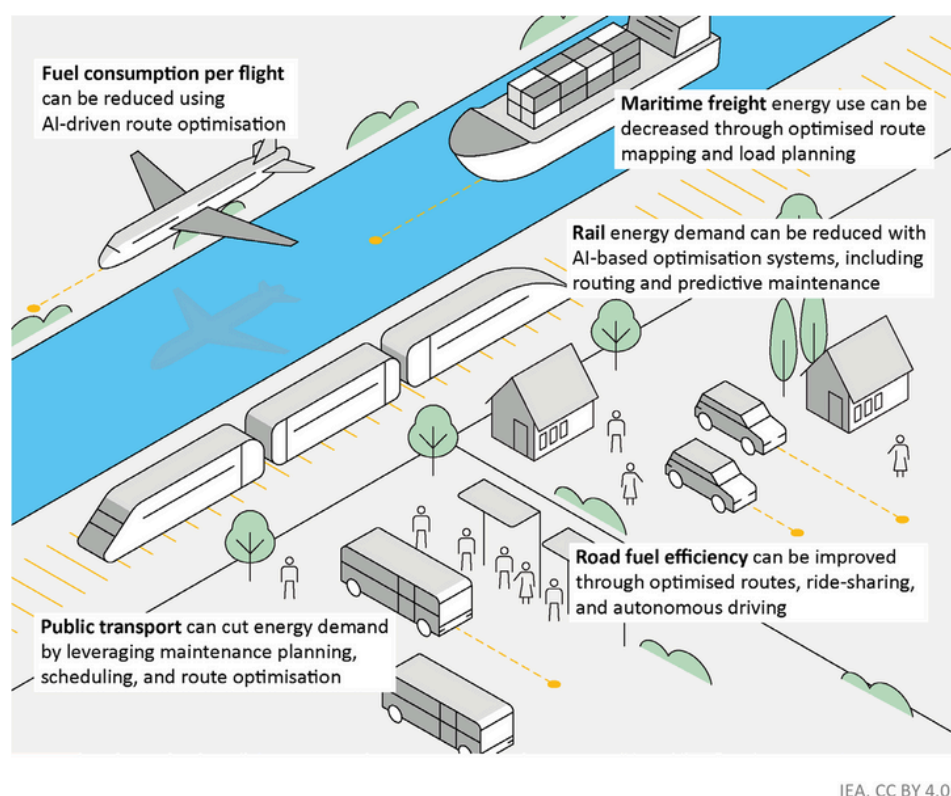 Fuel consumption per flight
can be reduced using
AI-driven route optimisation
Maritime freight energy use can be
decreased through optimised route
mapping and load planning
Rail energy demand can be reduced with
AI-based optimisation systems, including
routing and predictive maintenance
Road fuel efficiency can be improved
through optimised routes, ride-sharing,
and autonomous driving
Public transport can cut energy demand
by leveraging maintenance planning,
scheduling, and route optimisation
IEA. CC BY 4.0